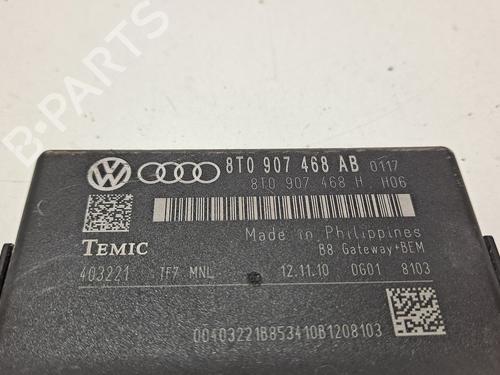 B-PARTS
8T0 907 468 AB 0117
8T0 907 468 H H06
TEMIC
Made in Philippines
B8 Gateway+BEM
403221 TF7 MNL 12.11.10 0601 8103
00403221B853410B1208103